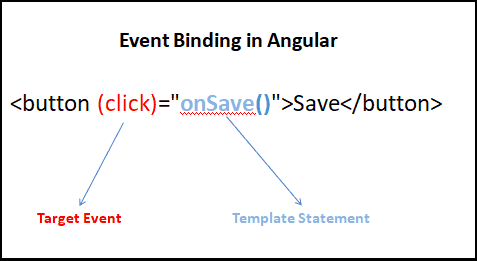 Event Binding in Angular
<button (click)="onSave()">Save</button>
Target Event
Template Statement